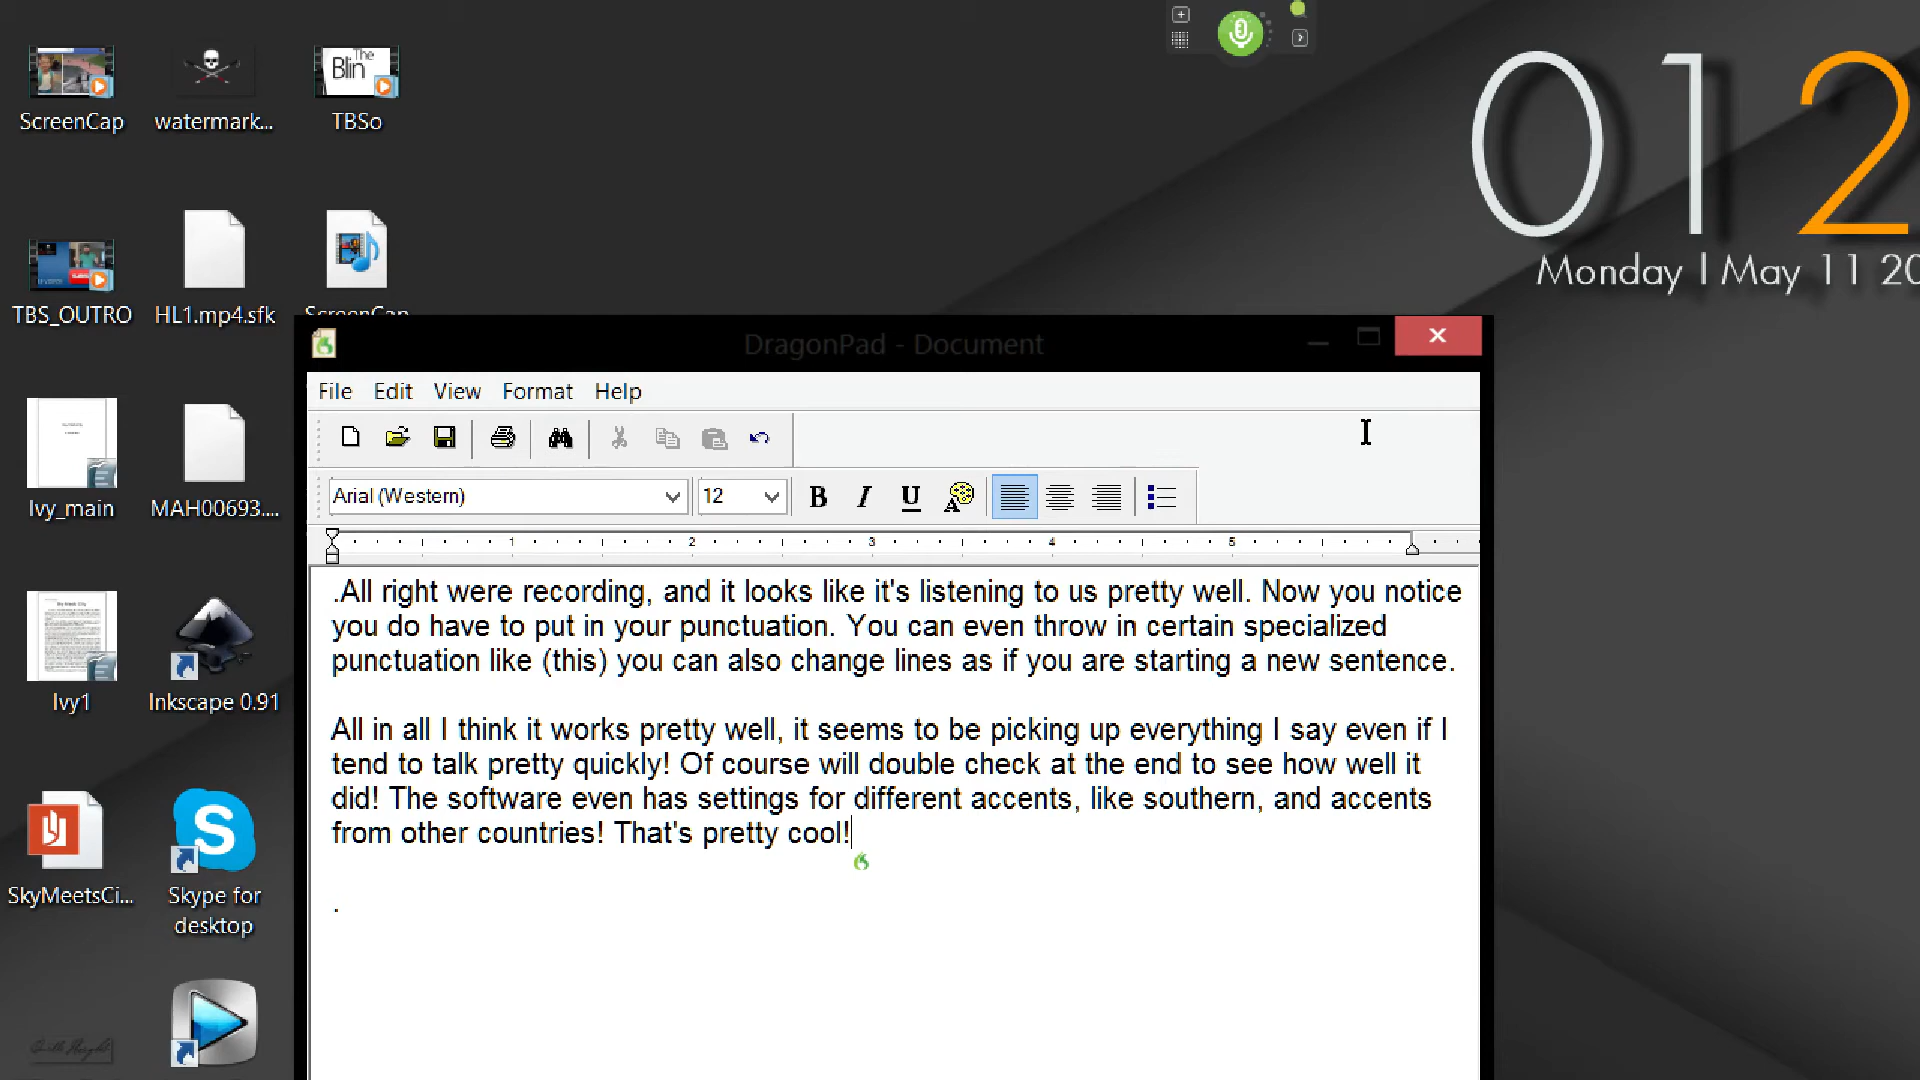 The
Blin
ScreenCap
watermark...
TBSo
012
Monday | May 11 20
TBS_OUTRO
HL1.mp4.sfk
ScreenCap
DragonPad - Document
File Edit View Format Help
Arial (Western)
12
B I U
1 2 3 4 5
.All right were recording, and it looks like it's listening to us pretty well. Now you notice
you do have to put in your punctuation. You can even throw in certain specialized
punctuation like (this) you can also change lines as if you are starting a new sentence.
All in all I think it works pretty well, it seems to be picking up everything I say even if I
tend to talk pretty quickly! Of course will double check at the end to see how well it
did! The software even has settings for different accents, like southern, and accents
from other countries! That's pretty cool!
.
Ivy_main
MAH00693....
Ivy1
Inkscape 0.91
SkyMeetsCi...
Skype for
desktop